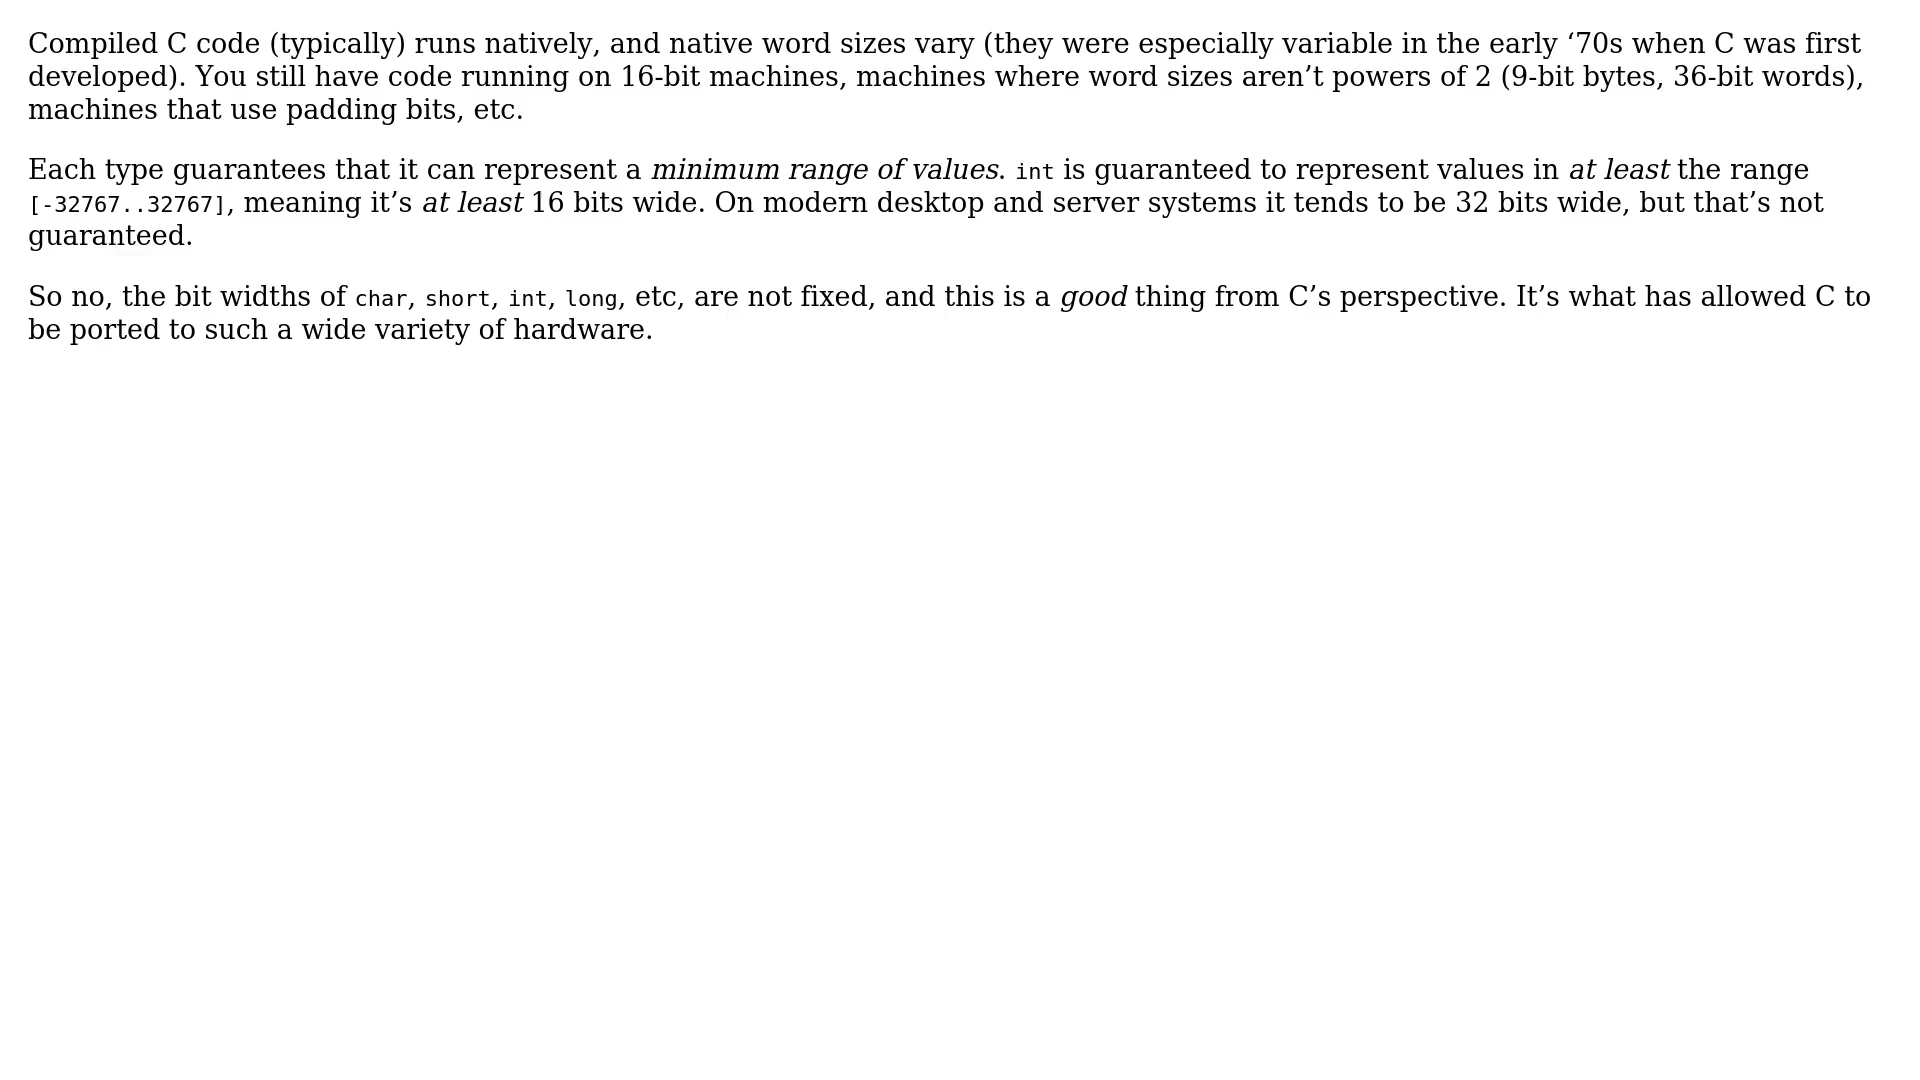 Compiled C code (typically) runs natively, and native word sizes vary (they were especially variable in the early ‘70s when C was first
developed). You still have code running on 16-bit machines, machines where word sizes aren’t powers of 2 (9-bit bytes, 36-bit words),
machines that use padding bits, etc.
Each type guarantees that it can represent a minimum range of values. int is guaranteed to represent values in at least the range
[-32767..32767], meaning it’s at least 16 bits wide. On modern desktop and server systems it tends to be 32 bits wide, but that’s not
guaranteed.
So no, the bit widths of char, short, int, long, etc, are not fixed, and this is a good thing from C’s perspective. It’s what has allowed C to
be ported to such a wide variety of hardware.